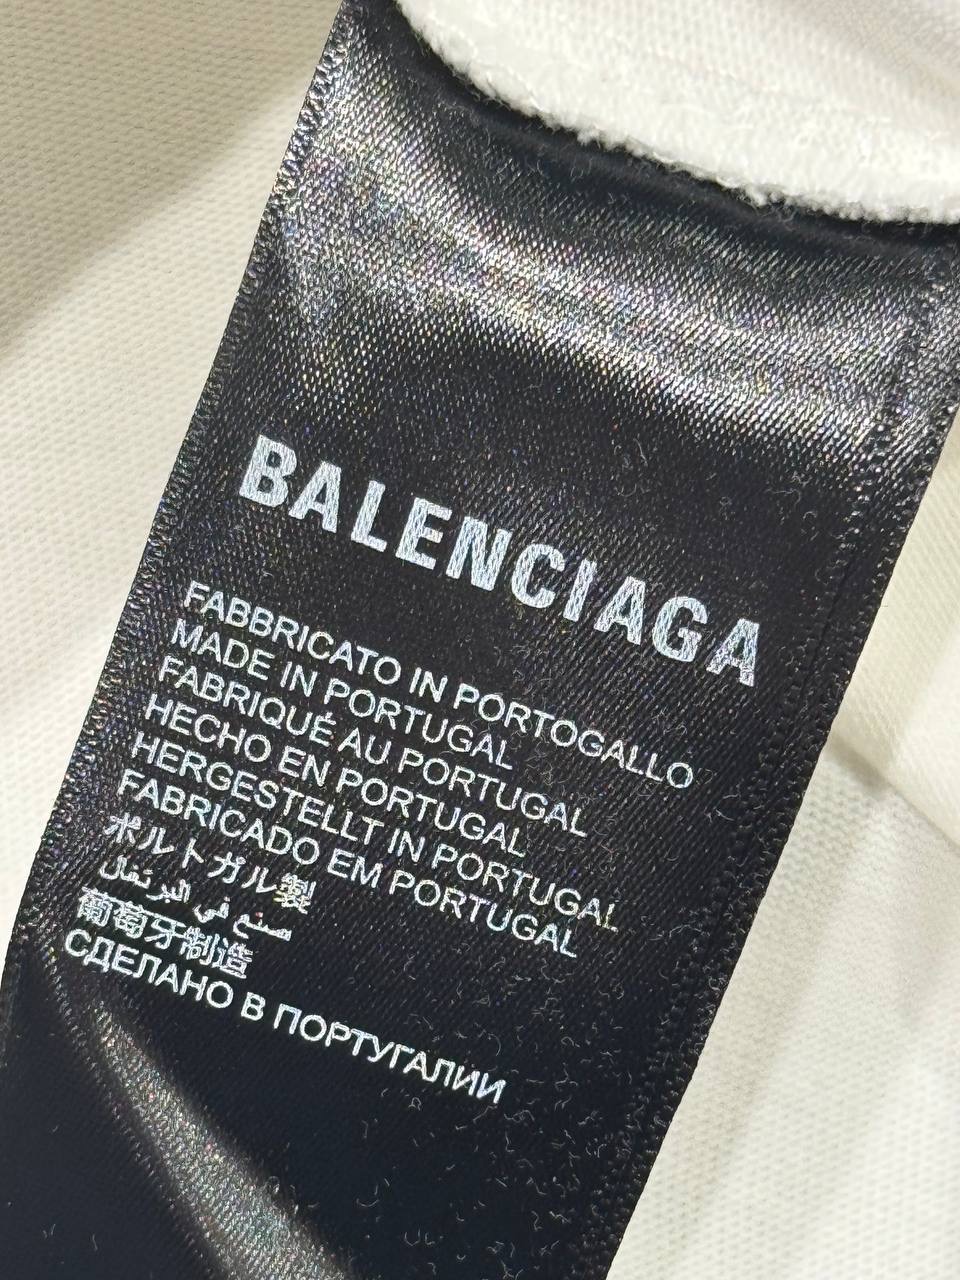 BALENCIAGA
FABBRICATO IN PORTOGALLO
MADE IN PORTUGAL
FABRIQUÉ AU PORTUGAL
HECHO EN PORTUGAL
HERGESTELLT IN PORTUGAL
FABRICADO EM PORTUGAL
ポルトガル製
صنع في البرتغال
葡萄牙制造
СДЕЛАНО В ПОРТУГАЛИИ